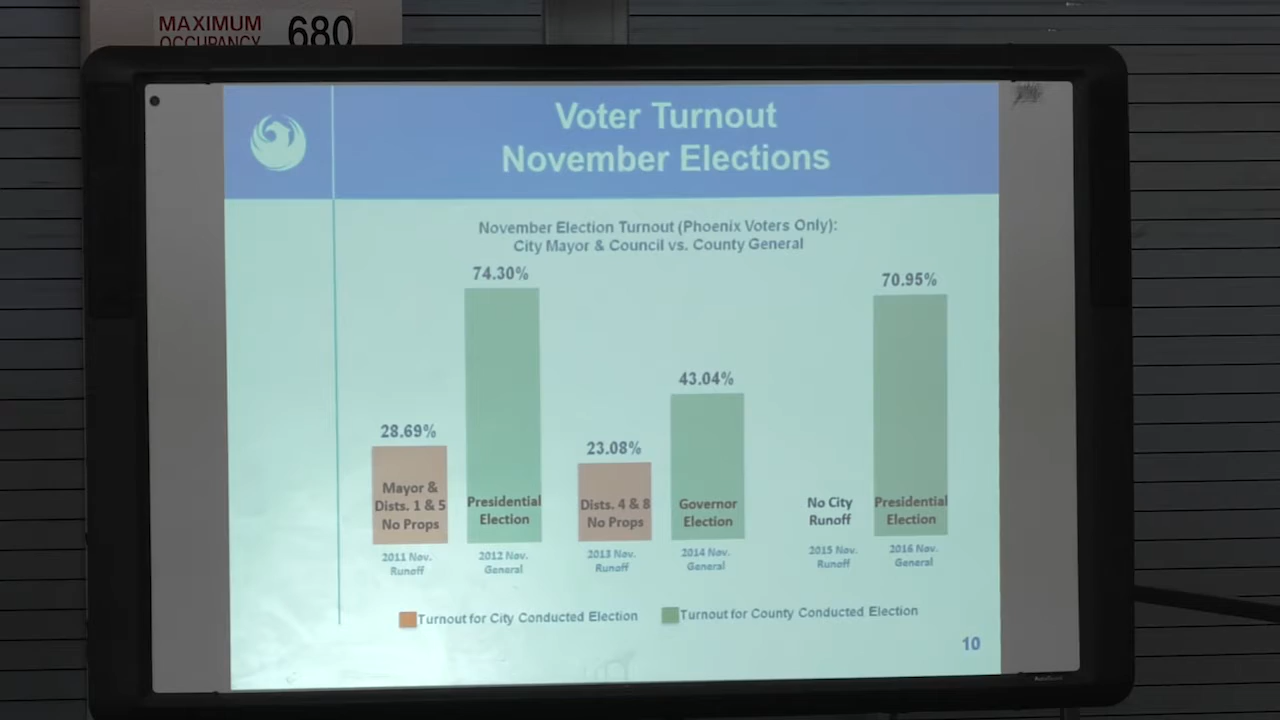 MAXIMUM
OCCUPANCY 680
Voter Turnout
November Elections
November Election Turnout (Phoenix Voters Only):
City Mayor & Council vs. County General
74.30%
70.95%
43.04%
28.69%
23.08%
Mayor &
Dists. 1 & 5
No Props
Presidential
Election
Dists. 4 & 8
No Props
Governor
Election
No City
Runoff
Presidential
Election
2011 Nov.
Runoff
2012 Nov.
General
2013 Nov.
Runoff
2014 Nov.
General
2015 Nov.
Runoff
2016 Nov.
General
Turnout for City Conducted Election
Turnout for County Conducted Election
10